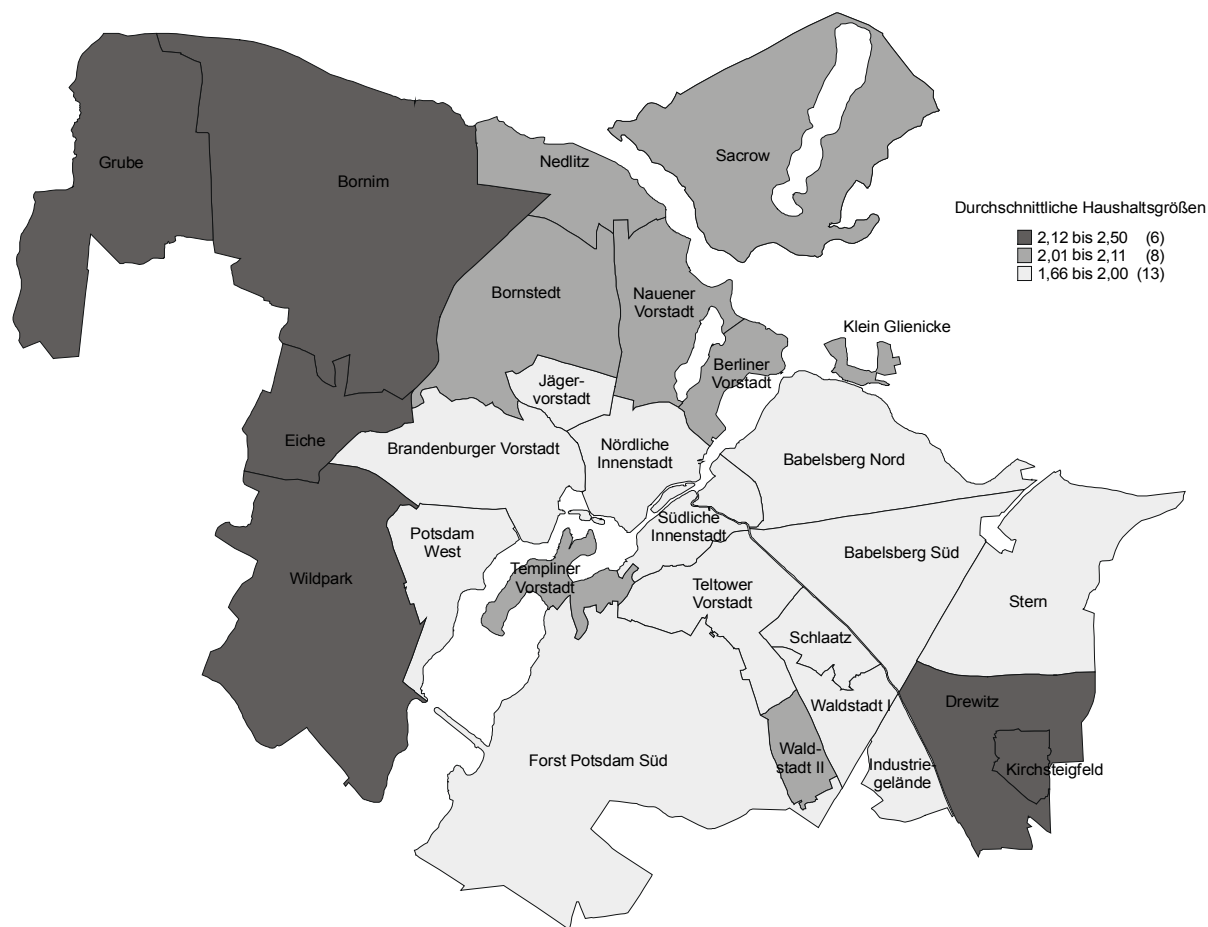 Sacrow
Grube
Nedlitz
Bornim
Durchschnittliche Haushaltsgrößen
2,12 bis 2,50 (6)
2,01 bis 2,11 (8)
1,66 bis 2,00 (13)
Bornstedt
Nauener
Vorstadt
Klein Glienicke
Berliner
Vorstadt
Jäger-
vorstadt
Eiche
Brandenburger Vorstadt
Nördliche
Innenstadt
Babelsberg Nord
Südliche
Innenstadt
Potsdam
West
Babelsberg Süd
Wildpark
Templiner
Vorstadt
Teltower
Vorstadt
Stern
Schlaatz
Waldstadt I
Drewitz
Forst Potsdam Süd
Wald-
stadt II
Industrie-
gelände
Kirchsteigfeld